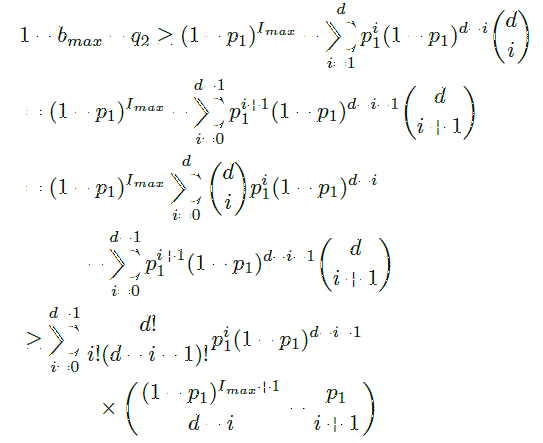 1 - b_{max} - q_2 > (1 - p_1)^{I_{max}} - \sum_{i=1}^{d} p_1^i (1 - p_1)^{d-i} \binom{d}{i}
= (1 - p_1)^{I_{max}} - \sum_{i=0}^{d-1} p_1^{i+1} (1 - p_1)^{d-i-1} \binom{d}{i+1}
= (1 - p_1)^{I_{max}} \sum_{i=0}^{d} \binom{d}{i} p_1^i (1 - p_1)^{d-i}
- \sum_{i=0}^{d-1} p_1^{i+1} (1 - p_1)^{d-i-1} \binom{d}{i+1}
> \sum_{i=0}^{d-1} \frac{d!}{i!(d-i-1)!} p_1^i (1 - p_1)^{d-i-1}
\times \left( \frac{(1 - p_1)^{I_{max}+1}}{d-i} - \frac{p_1}{i+1} \right)